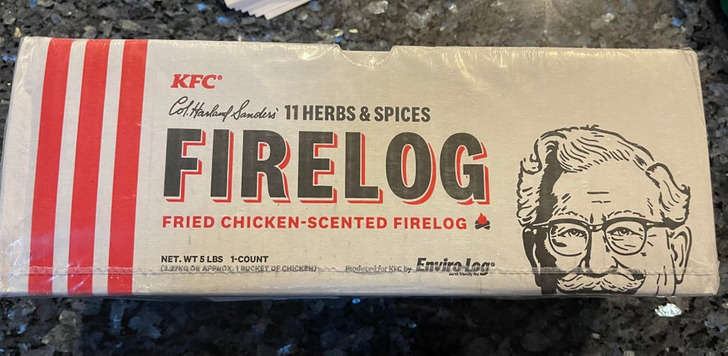 KFC®
Col. Harland Sanders' 11 HERBS & SPICES
FIRELOG
FRIED CHICKEN-SCENTED FIRELOG
NET. WT 5 LBS 1-COUNT
(2.27KG OR APPROX. 1 BUCKET OF CHICKEN)
Produced for KFC by Enviro-Log®